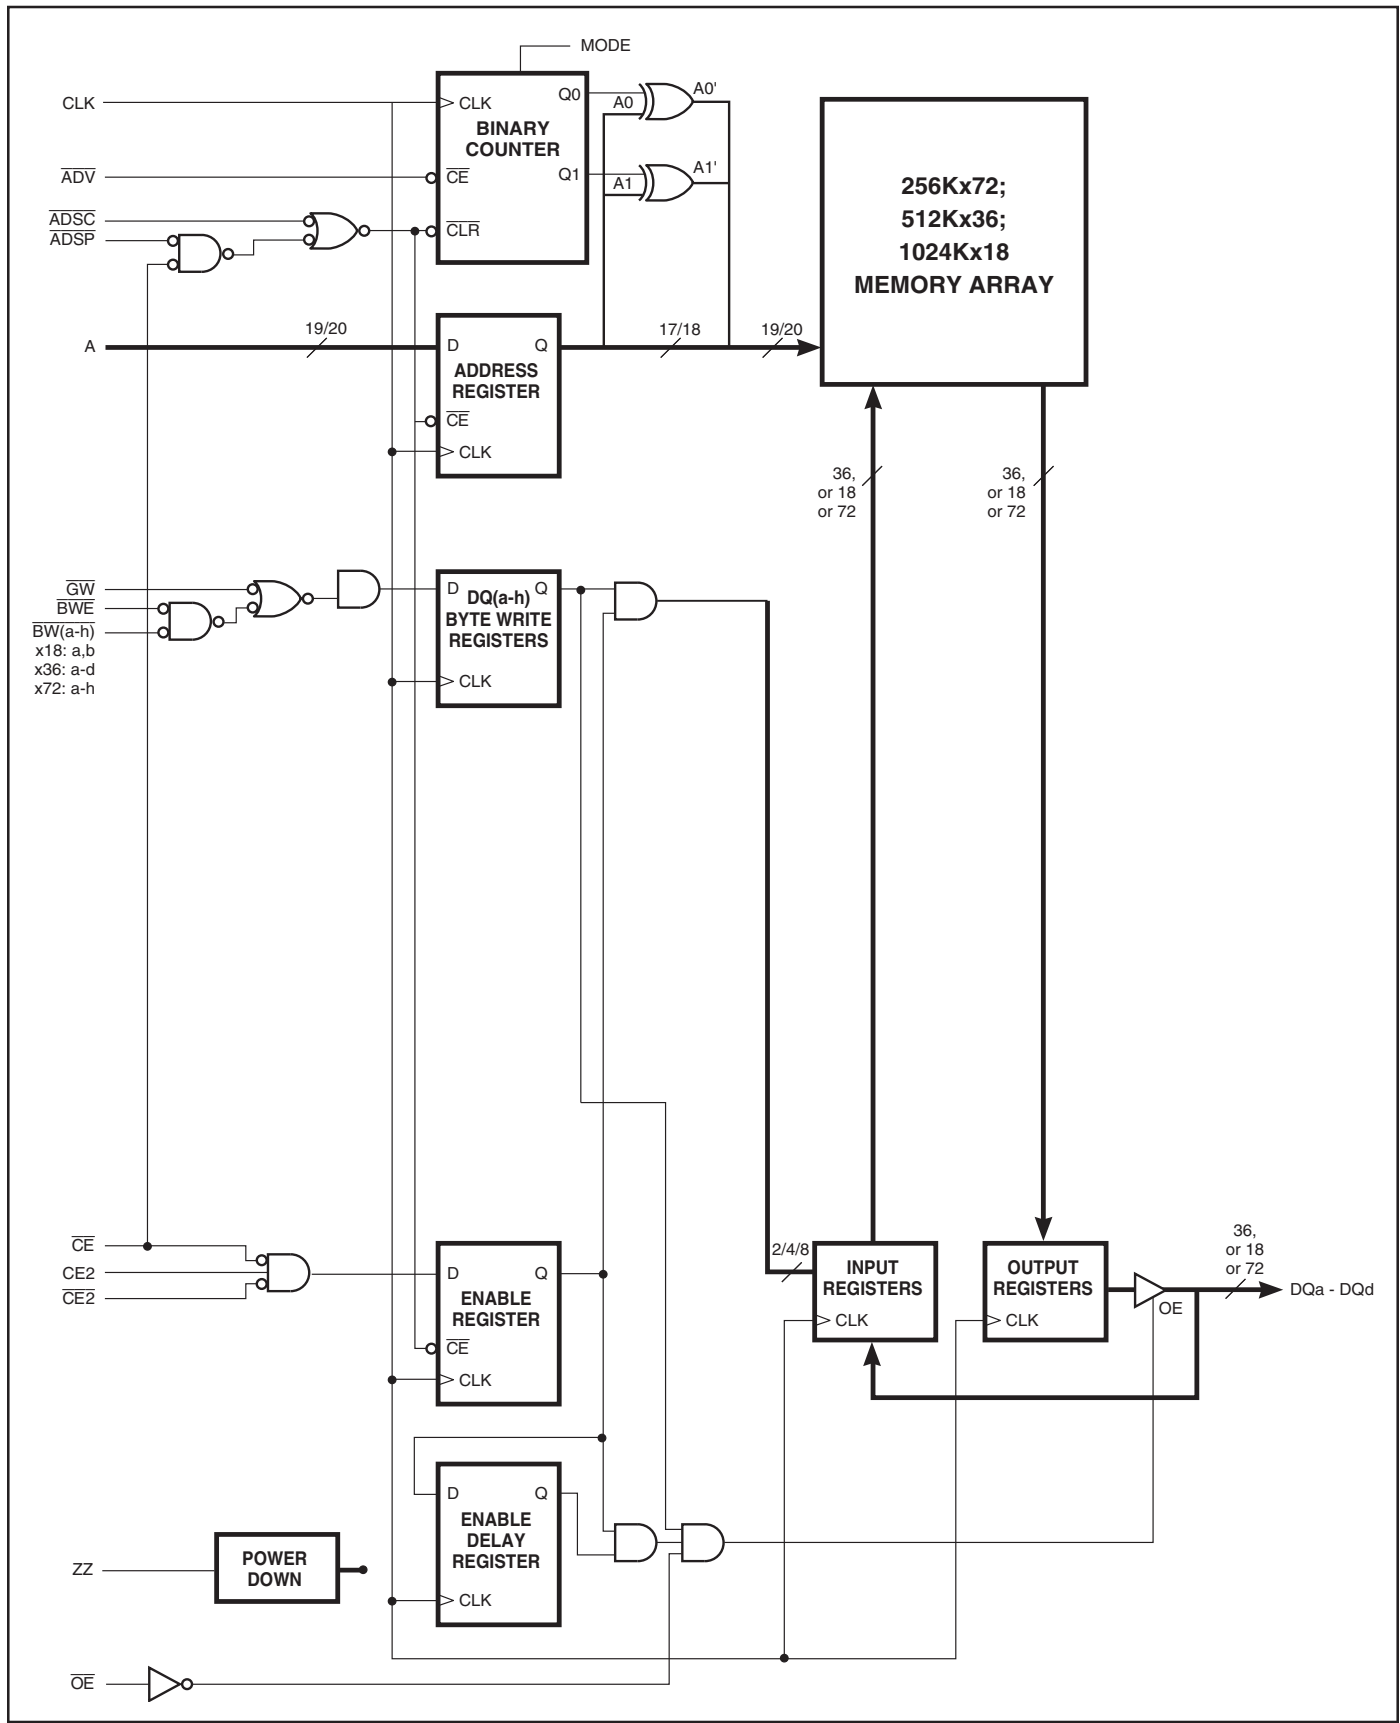 MODE
CLK
CLK
Q0
A0
A0'
BINARY
COUNTER
256Kx72;
512Kx36;
1024Kx18
MEMORY ARRAY
ADV
CE
Q1
A1
A1'
ADSC
ADSP
CLR
A
19/20
D
Q
17/18
19/20
ADDRESS
REGISTER
CE
CLK
36,
or 18
or 72
36,
or 18
or 72
GW
BWE
BW(a-h)
x18: a,b
x36: a-d
x72: a-h
D
Q
DQ(a-h)
BYTE WRITE
REGISTERS
CLK
CE
CE2
CE2
D
Q
ENABLE
REGISTER
CE
CLK
2/4/8
INPUT
REGISTERS
CLK
OUTPUT
REGISTERS
CLK
OE
36,
or 18
or 72
DQa - DQd
D
Q
ENABLE
DELAY
REGISTER
CLK
ZZ
POWER
DOWN
OE